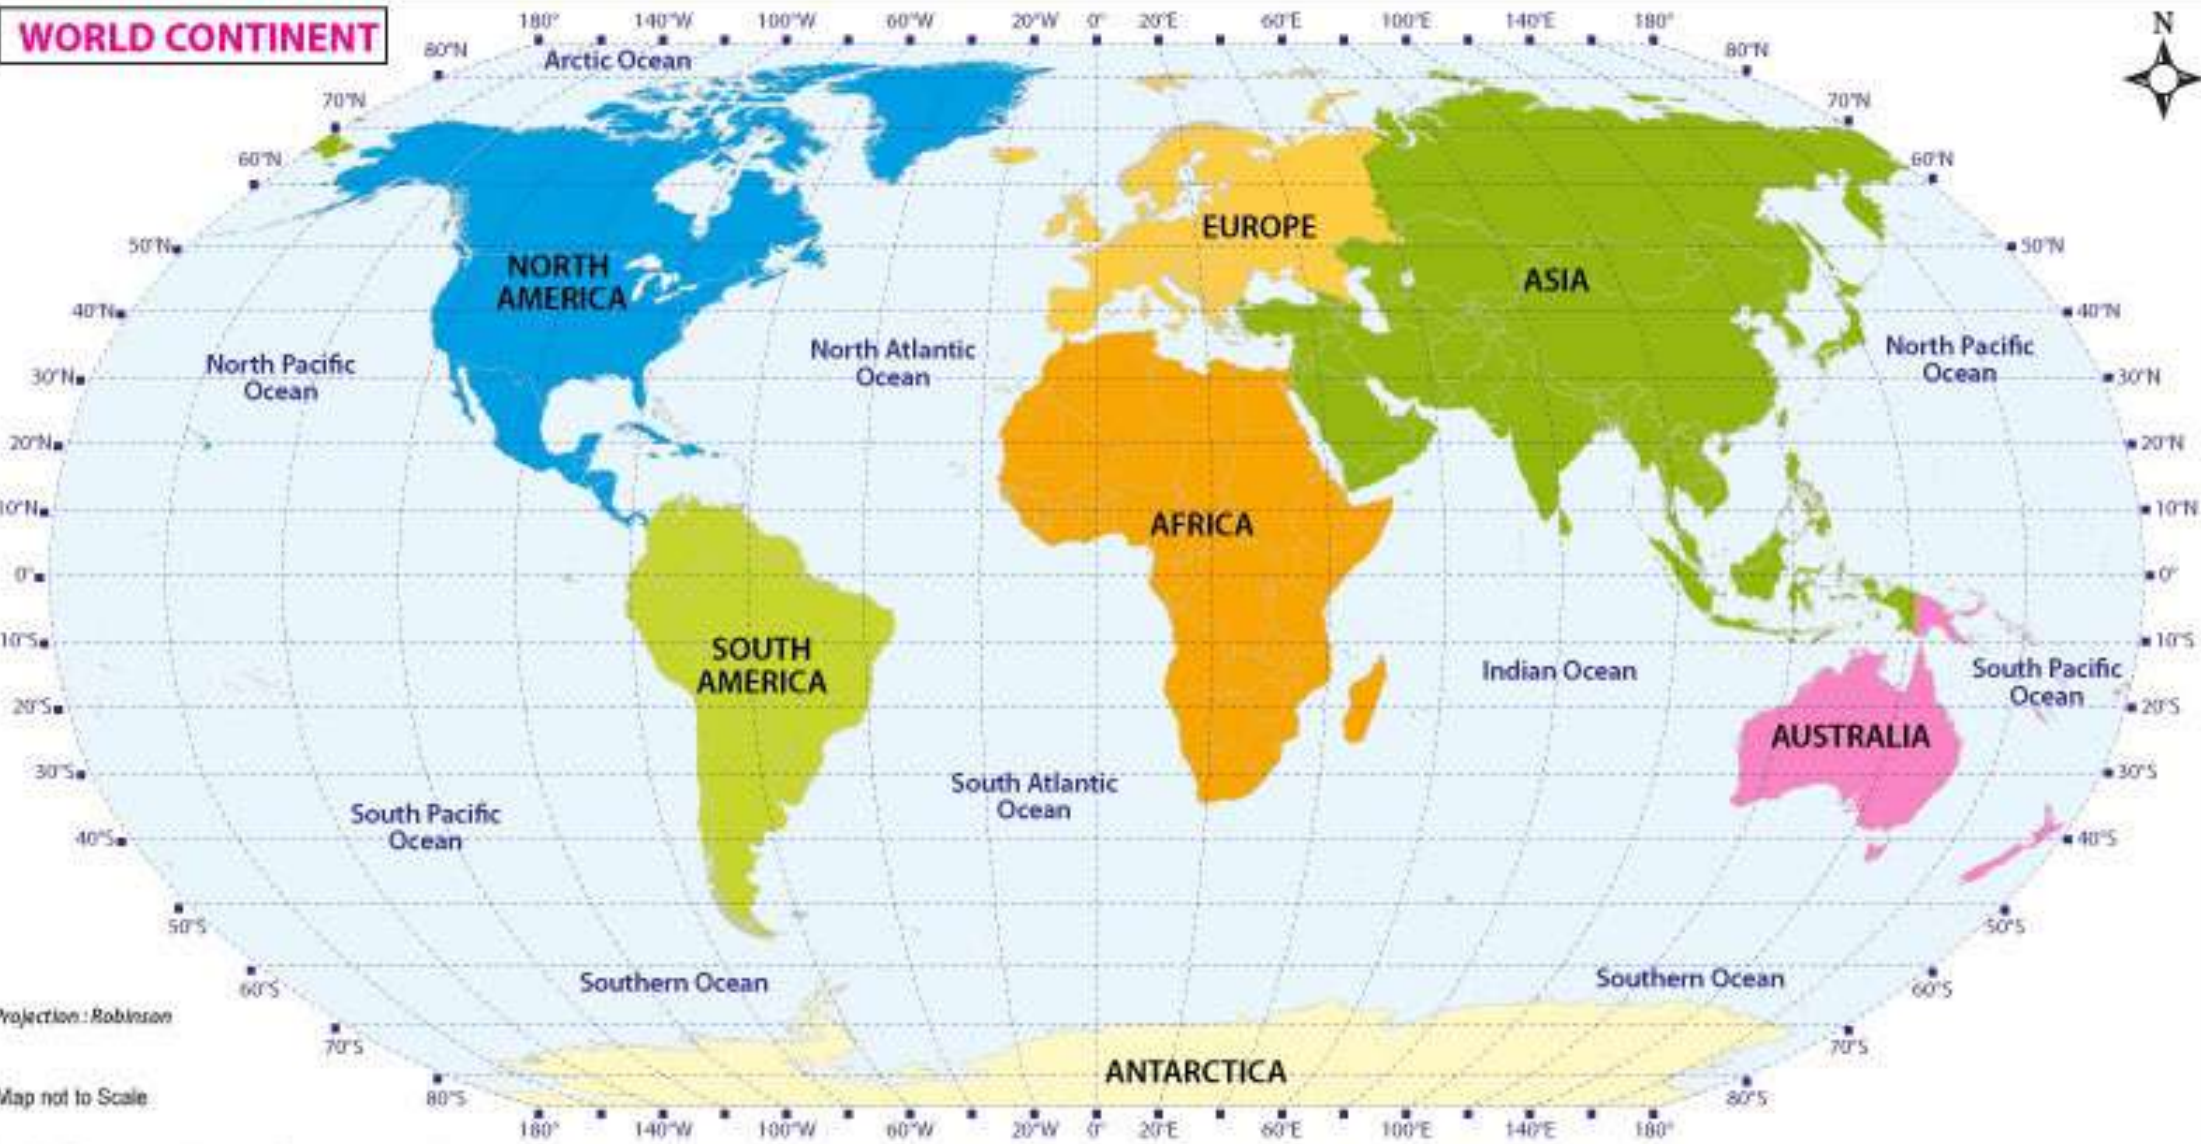 WORLD CONTINENT
180° 140°W 100°W 60°W 20°W 0° 20°E 60°E 100°E 140°E 180°
N
80°N
Arctic Ocean
80°N
70°N
70°N
60°N
60°N
50°N
50°N
EUROPE
NORTH
AMERICA
ASIA
40°N
40°N
North Pacific
Ocean
North Atlantic
Ocean
North Pacific
Ocean
30°N
30°N
20°N
20°N
10°N
10°N
AFRICA
0°
0°
10°S
10°S
SOUTH
AMERICA
Indian Ocean
South Pacific
Ocean
20°S
20°S
AUSTRALIA
30°S
30°S
South Atlantic
Ocean
South Pacific
Ocean
40°S
40°S
50°S
50°S
Southern Ocean
Southern Ocean
60°S
60°S
Projection : Robinson
70°S
70°S
ANTARCTICA
Map not to Scale
80°S
80°S
180° 140°W 100°W 60°W 20°W 0° 20°E 60°E 100°E 140°E 180°